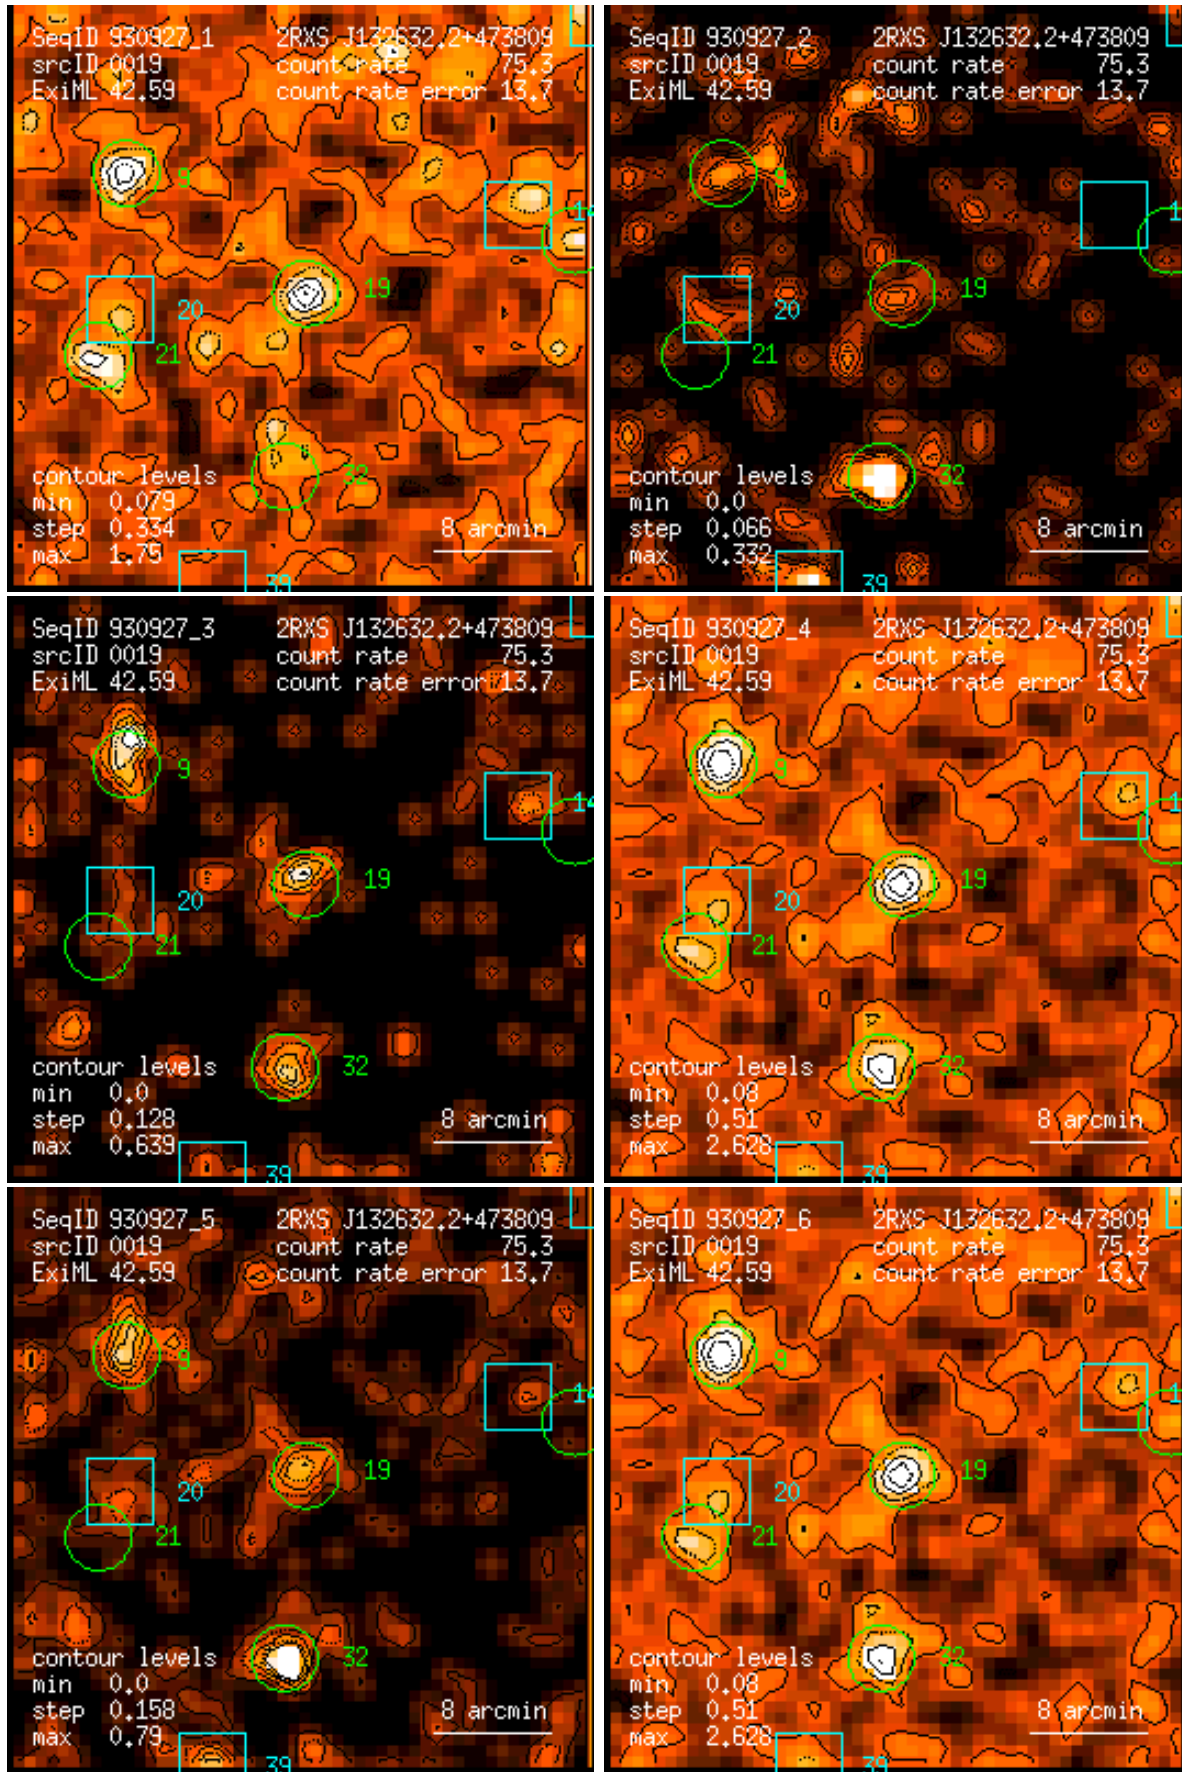 SeqID 930927_1 2RXS J132632.2+473809
srcID 0019 count rate 75.3
ExiML 42.59 count rate error 13.7
9
14
19
20
21
32
contour levels
min 0.079
step 0.334 8 arcmin
max 1.75
39
SeqID 930927_2 2RXS J132632.2+473809
srcID 0019 count rate 75.3
ExiML 42.59 count rate error 13.7
9
1
19
20
21
32
contour levels
min 0.0
step 0.066 8 arcmin
max 0.332
39
SeqID 930927_3 2RXS J132632.2+473809
srcID 0019 count rate 75.3
ExiML 42.59 count rate error 13.7
9
14
19
20
21
32
contour levels
min 0.0
step 0.128 8 arcmin
max 0.639
39
SeqID 930927_4 2RXS J132632.2+473809
srcID 0019 count rate 75.3
ExiML 42.59 count rate error 13.7
9
1
19
20
21
32
contour levels
min 0.08
step 0.51 8 arcmin
max 2.628
39
SeqID 930927_5 2RXS J132632.2+473809
srcID 0019 count rate 75.3
ExiML 42.59 count rate error 13.7
9
14
19
20
21
32
contour levels
min 0.0
step 0.158 8 arcmin
max 0.79
39
SeqID 930927_6 2RXS J132632.2+473809
srcID 0019 count rate 75.3
ExiML 42.59 count rate error 13.7
9
1
19
20
21
32
contour levels
min 0.08
step 0.51 8 arcmin
max 2.628
39